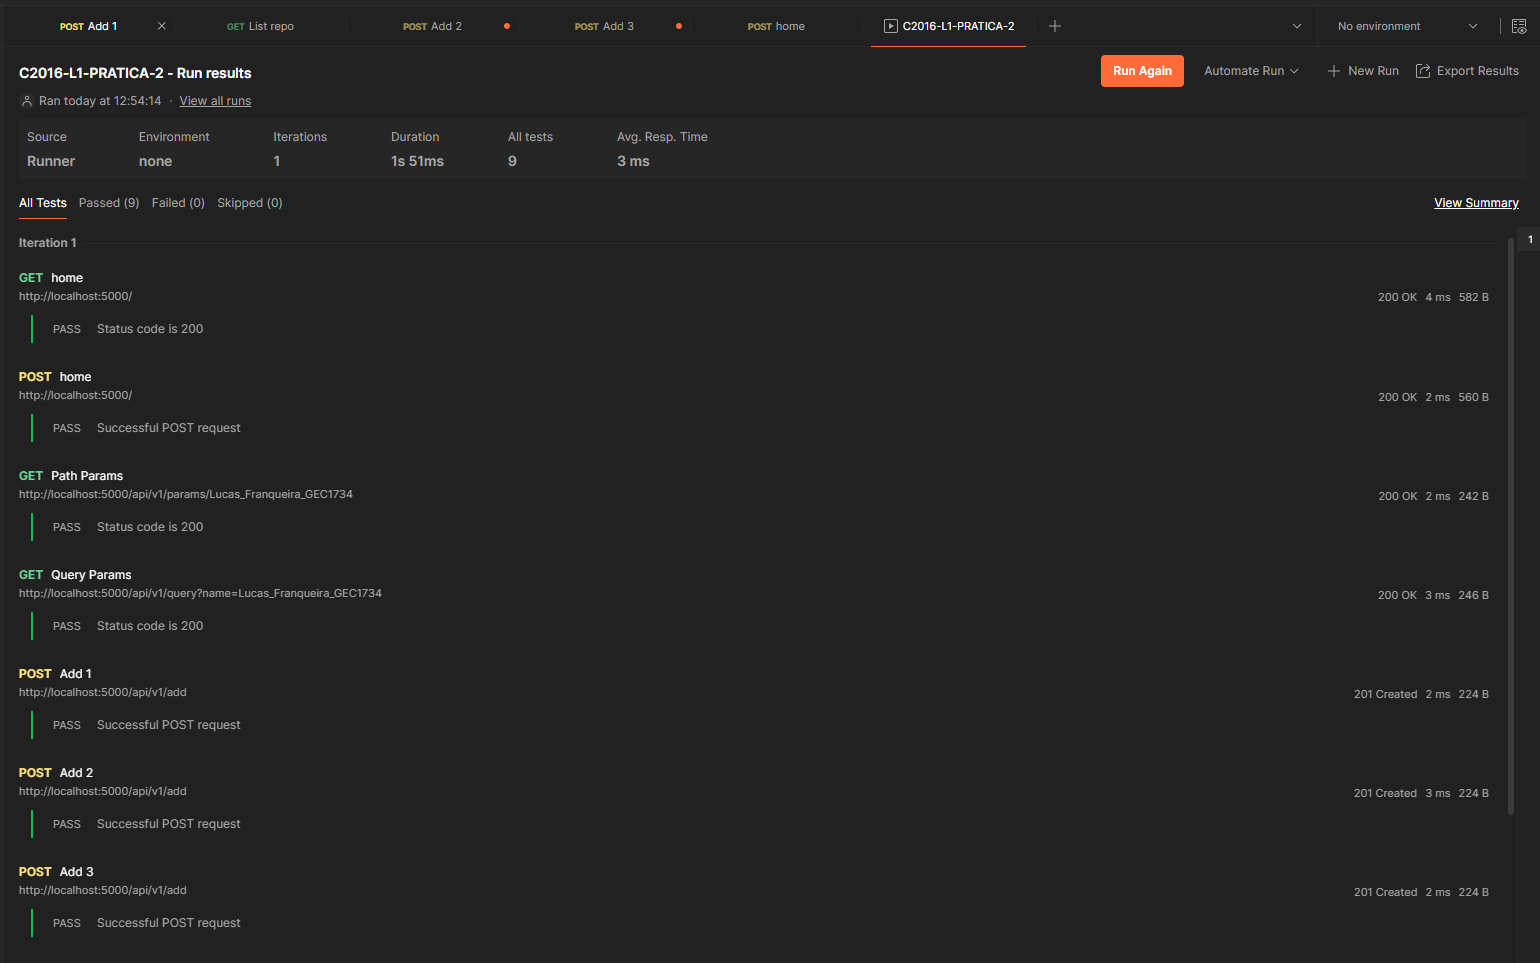 POST Add 1
GET List repo
POST Add 2
POST Add 3
POST home
C2016-L1-PRATICA-2
No environment
C2016-L1-PRATICA-2 - Run results
Run Again
Automate Run
New Run
Export Results
Ran today at 12:54:14 · View all runs
Source Environment Iterations Duration All tests Avg. Resp. Time
Runner none 1 1s 51ms 9 3 ms
All Tests Passed (9) Failed (0) Skipped (0) View Summary
Iteration 1
1
GET home
http://localhost:5000/
200 OK 4 ms 582 B
PASS Status code is 200
POST home
http://localhost:5000/
200 OK 2 ms 560 B
PASS Successful POST request
GET Path Params
http://localhost:5000/api/v1/params/Lucas_Franqueira_GEC1734
200 OK 2 ms 242 B
PASS Status code is 200
GET Query Params
http://localhost:5000/api/v1/query?name=Lucas_Franqueira_GEC1734
200 OK 3 ms 246 B
PASS Status code is 200
POST Add 1
http://localhost:5000/api/v1/add
201 Created 2 ms 224 B
PASS Successful POST request
POST Add 2
http://localhost:5000/api/v1/add
201 Created 3 ms 224 B
PASS Successful POST request
POST Add 3
http://localhost:5000/api/v1/add
201 Created 2 ms 224 B
PASS Successful POST request